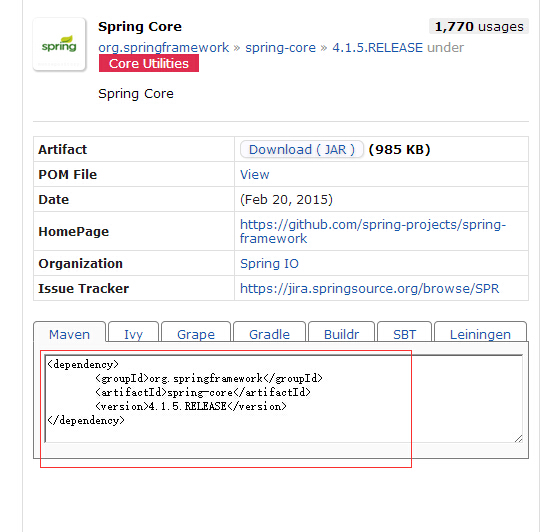 spring
Spring Core
1,770 usages
org.springframework » spring-core » 4.1.5.RELEASE under
Core Utilities
Spring Core
Artifact Download ( JAR ) (985 KB)
POM File View
Date (Feb 20, 2015)
HomePage https://github.com/spring-projects/spring-
framework
Organization Spring IO
Issue Tracker https://jira.springsource.org/browse/SPR
Maven Ivy Grape Gradle Buildr SBT Leiningen
<dependency>
	<groupId>org.springframework</groupId>
	<artifactId>spring-core</artifactId>
	<version>4.1.5.RELEASE</version>
</dependency>